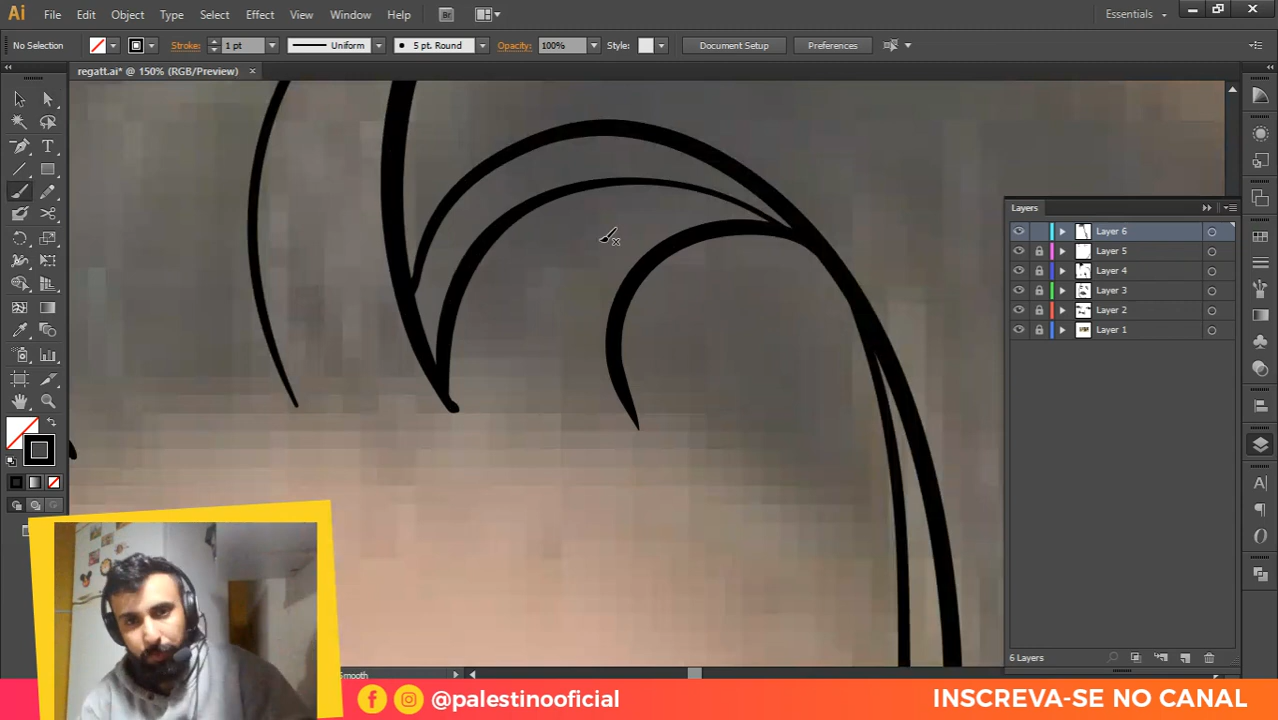 Ai File Edit Object Type Select Effect View Window Help Br Essentials
No Selection Stroke: 1 pt Uniform 5 pt. Round Opacity: 100% Style: Document Setup Preferences
regatt.ai* @ 150% (RGB/Preview)
Layers
Layer 6
Layer 5
Layer 4
Layer 3
Layer 2
Layer 1
6 Layers
@palestinooficial
INSCREVA-SE NO CANAL